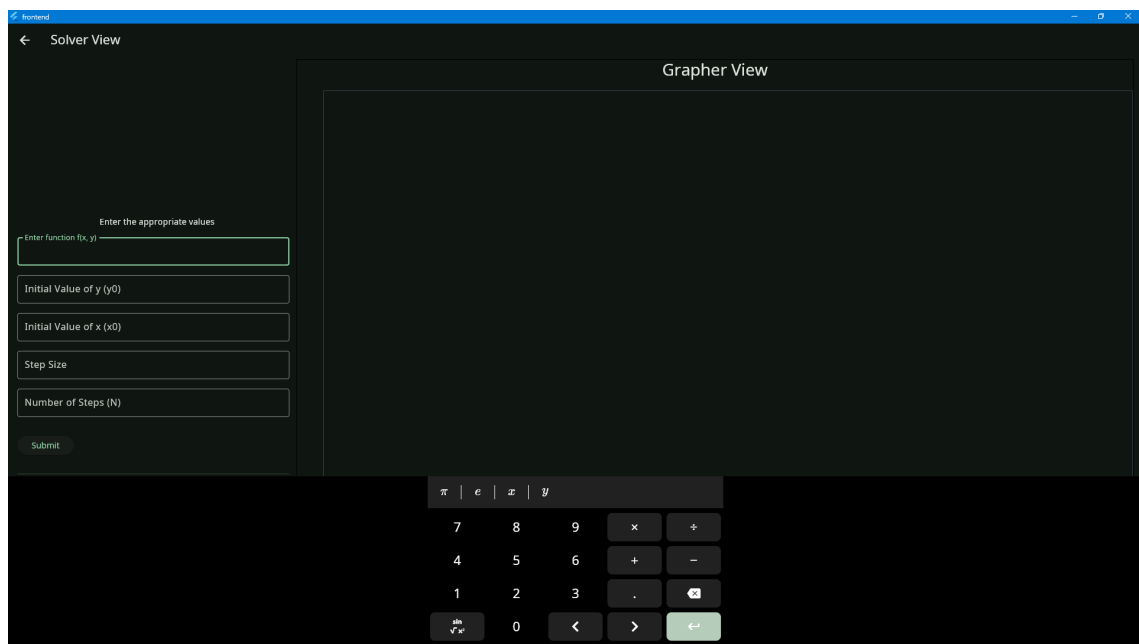 frontend
Solver View
Grapher View
Enter the appropriate values
Enter function f(x, y)
Initial Value of y (y0)
Initial Value of x (x0)
Step Size
Number of Steps (N)
Submit
π | e | x | y
7 8 9 × ÷
4 5 6 + −
1 2 3 .
sin
√ x²
0